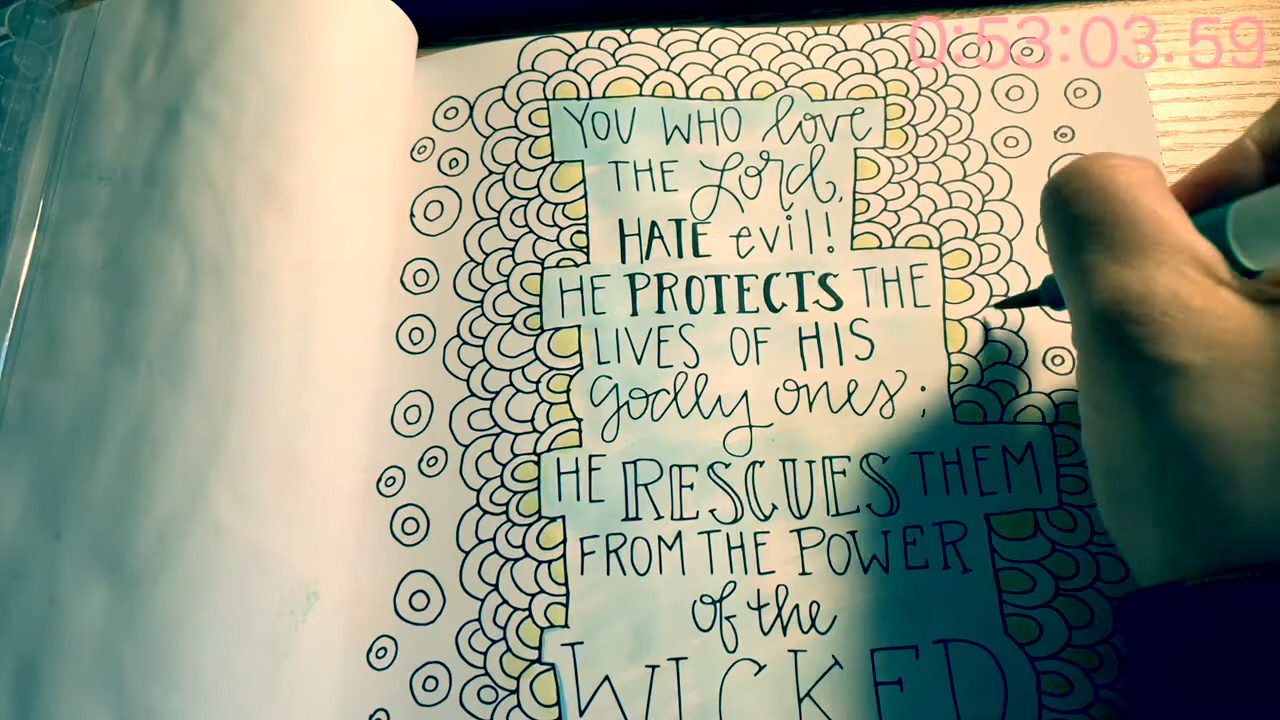 0:53:03.59
YOU WHO love
THE Lord,
HATE evil!
HE PROTECTS THE
LIVES OF HIS
godly ones;
HE RESCUES THEM
FROM THE POWER
of the
WICKED